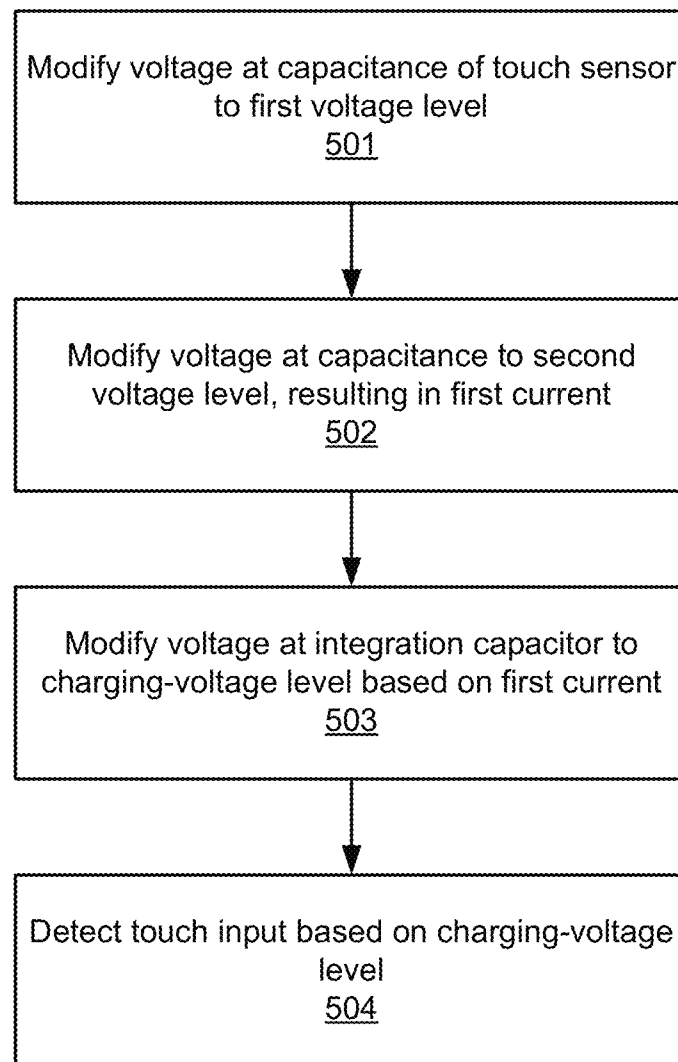 Modify voltage at capacitance of touch sensor
to first voltage level
501
Modify voltage at capacitance to second
voltage level, resulting in first current
502
Modify voltage at integration capacitor to
charging-voltage level based on first current
503
Detect touch input based on charging-voltage
level
504